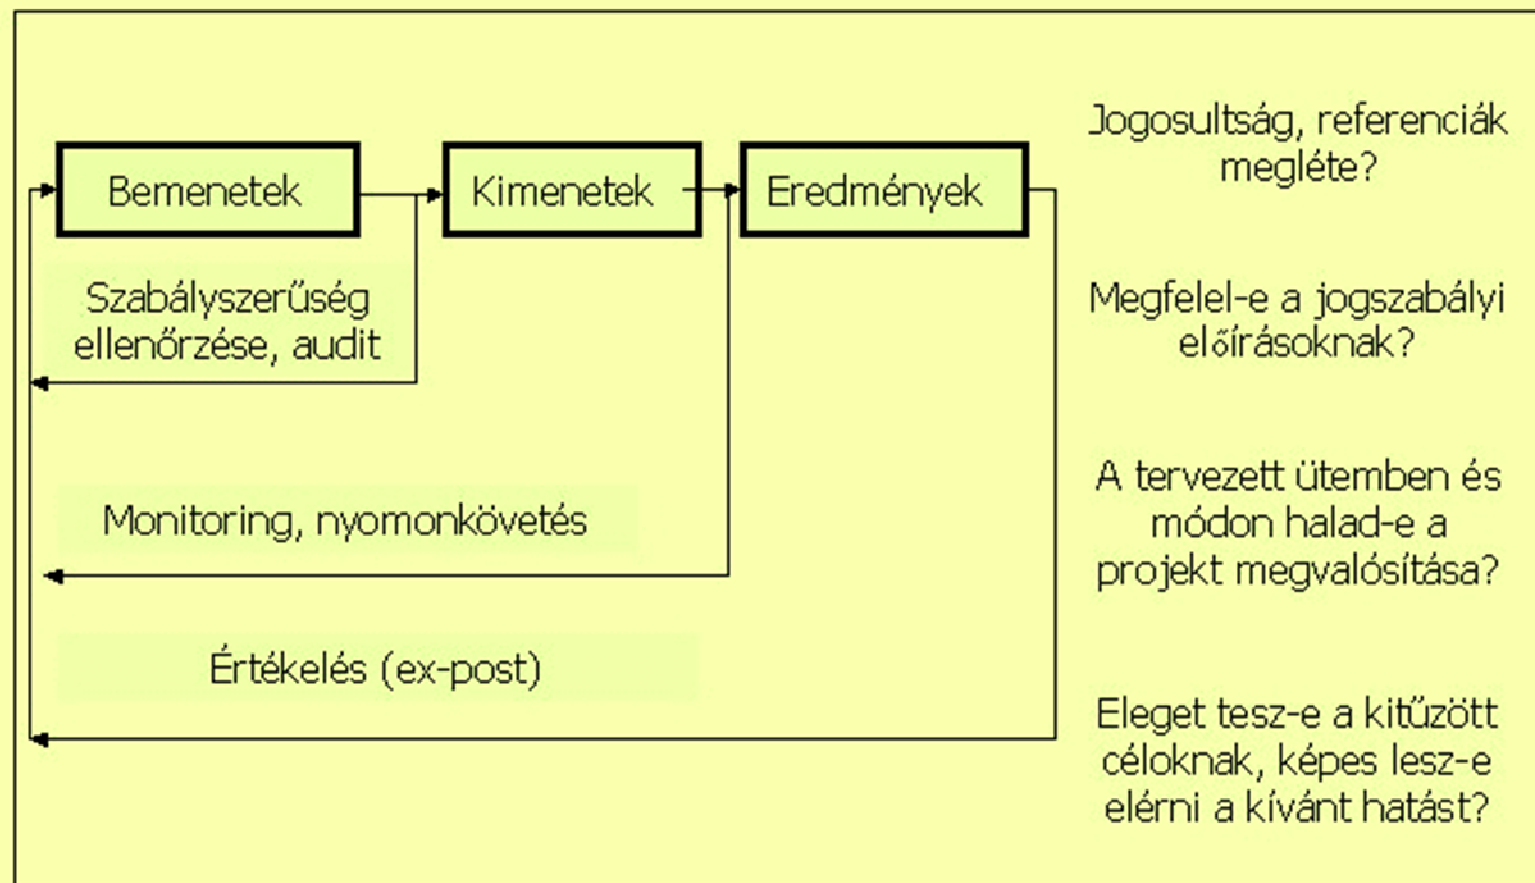 Jogosultság, referenciák
megléte?
Bemenetek
Kimenetek
Eredmények
Szabályszerűség
ellenőrzése, audit
Megfelel-e a jogszabályi
előírásoknak?
Monitoring, nyomonkövetés
A tervezett ütemben és
módon halad-e a
projekt megvalósítása?
Értékelés (ex-post)
Eleget tesz-e a kitűzött
céloknak, képes lesz-e
elérni a kívánt hatást?